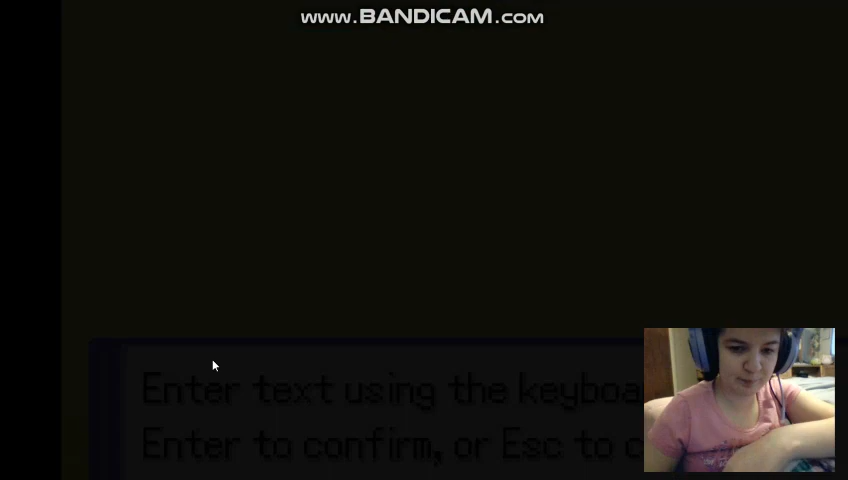 www.BANDICAM.com
Enter text using the keyboa
Enter to confirm, or Esc to c